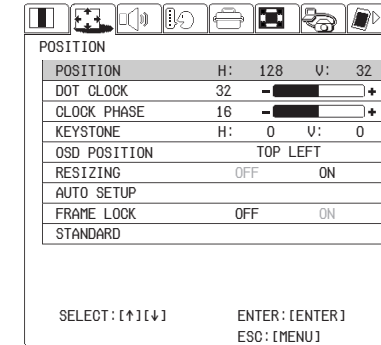 POSITION
POSITION H: 128 V: 32
DOT CLOCK 32 - +
CLOCK PHASE 16 - +
KEYSTONE H: 0 V: 0
OSD POSITION TOP LEFT
RESIZING OFF ON
AUTO SETUP
FRAME LOCK OFF ON
STANDARD
SELECT:[↑][↓] ENTER:[ENTER]
ESC:[MENU]